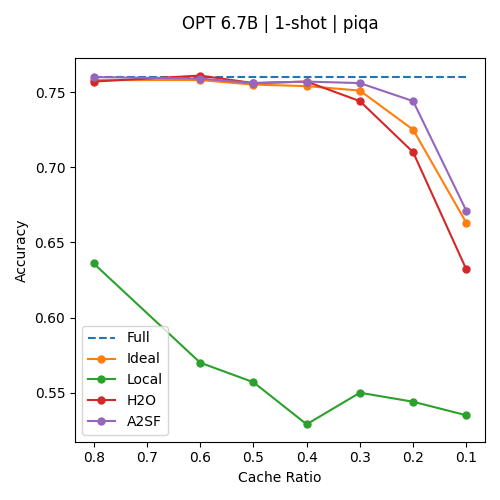 OPT 6.7B | 1-shot | piqa
0.75
0.70
0.65
0.60
0.55
Accuracy
Full
Ideal
Local
H2O
A2SF
0.8 0.7 0.6 0.5 0.4 0.3 0.2 0.1
Cache Ratio